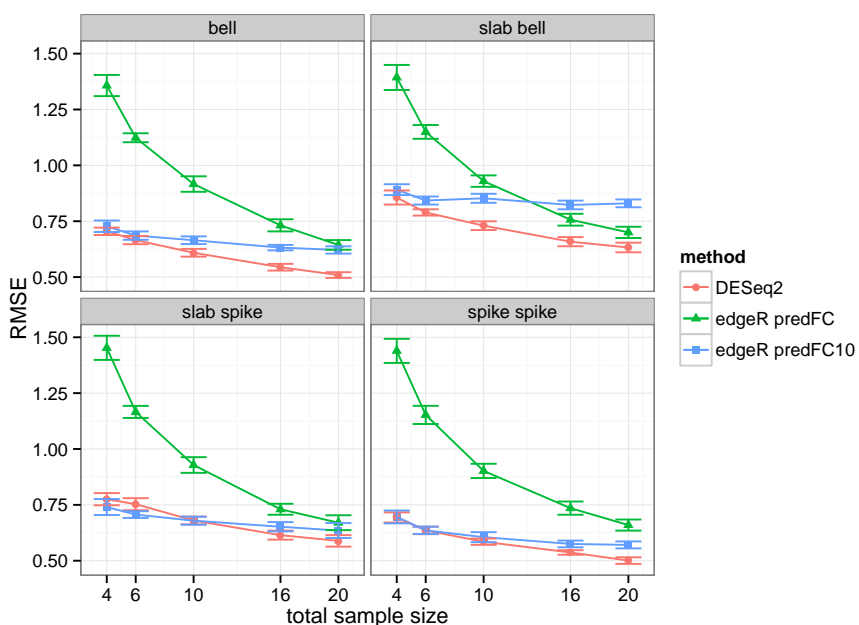 bell slab bell
1.50
1.25
1.00
0.75
0.50
RMSE
method
DESeq2
edgeR predFC
edgeR predFC10
slab spike spike spike
1.50
1.25
1.00
0.75
0.50
4 6 10 16 20 4 6 10 16 20
total sample size